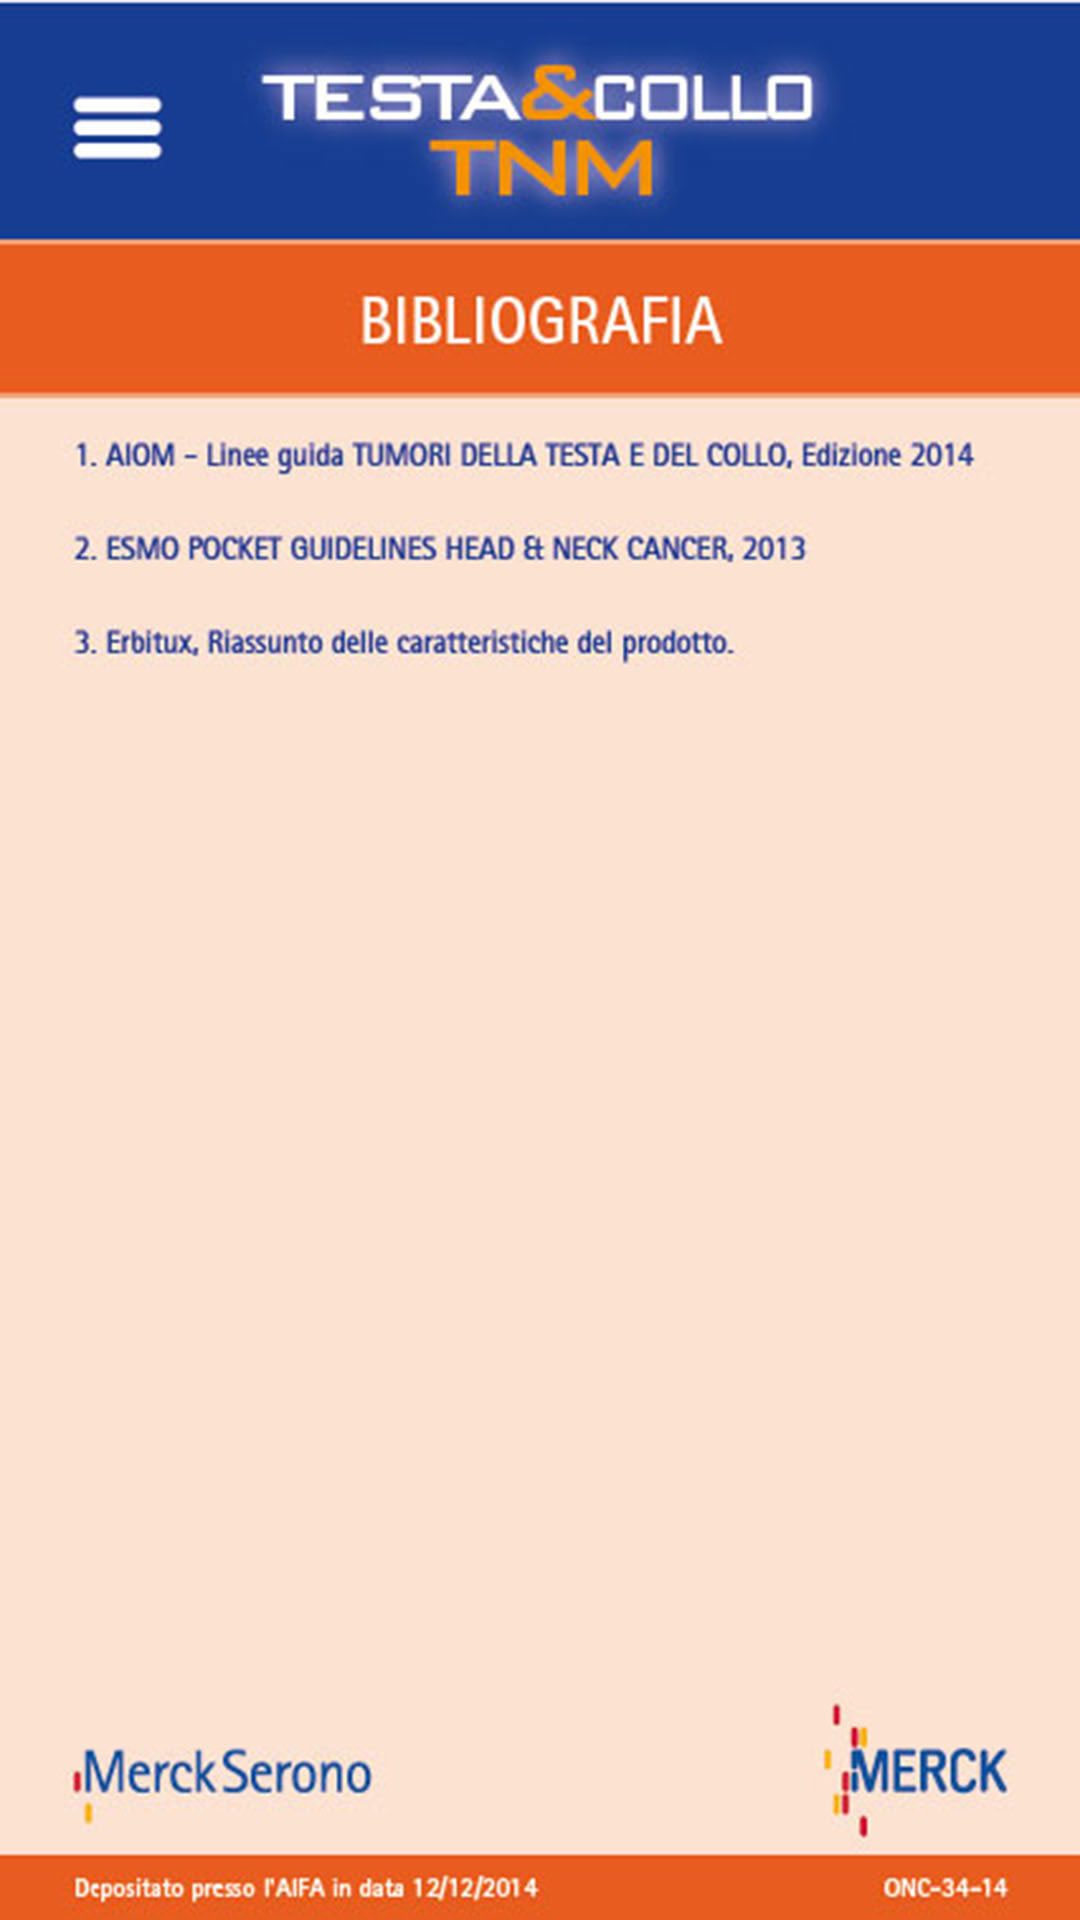 TESTA&COLLO
TNM
BIBLIOGRAFIA
1. AIOM – Linee guida TUMORI DELLA TESTA E DEL COLLO, Edizione 2014
2. ESMO POCKET GUIDELINES HEAD & NECK CANCER, 2013
3. Erbitux, Riassunto delle caratteristiche del prodotto.
Merck Serono
MERCK
Depositato presso l'AIFA in data 12/12/2014
ONC-34-14